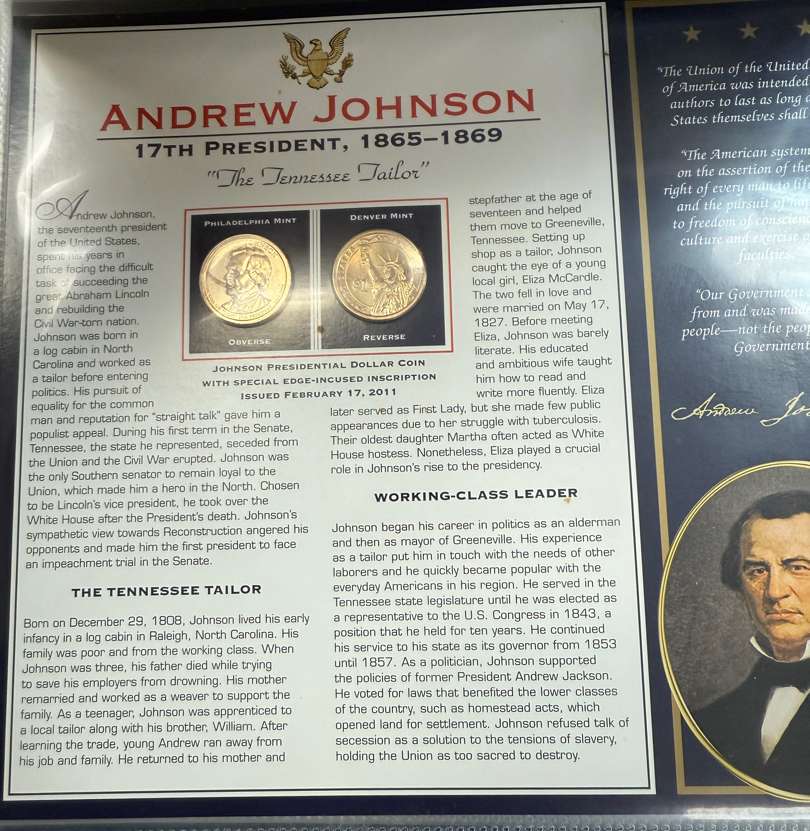 ANDREW JOHNSON
17TH PRESIDENT, 1865–1869
"The Tennessee Tailor"
Andrew Johnson,
the seventeenth president
of the United States,
spent his years in
office facing the difficult
task of succeeding the
great Abraham Lincoln
and rebuilding the
Civil War-torn nation.
Johnson was born in
a log cabin in North
Carolina and worked as
a tailor before entering
politics. His pursuit of
equality for the common
man and reputation for "straight talk" gave him a
populist appeal. During his first term in the Senate,
Tennessee, the state he represented, seceded from
the Union and the Civil War erupted. Johnson was
the only Southern senator to remain loyal to the
Union, which made him a hero in the North. Chosen
to be Lincoln's vice president, he took over the
White House after the President's death. Johnson's
sympathetic view towards Reconstruction angered his
opponents and made him the first president to face
an impeachment trial in the Senate.
THE TENNESSEE TAILOR
Born on December 29, 1808, Johnson lived his early
infancy in a log cabin in Raleigh, North Carolina. His
family was poor and from the working class. When
Johnson was three, his father died while trying
to save his employers from drowning. His mother
remarried and worked as a weaver to support the
family. As a teenager, Johnson was apprenticed to
a local tailor along with his brother, William. After
learning the trade, young Andrew ran away from
his job and family. He returned to his mother and
PHILADELPHIA MINT
OBVERSE
DENVER MINT
$1
REVERSE
JOHNSON PRESIDENTIAL DOLLAR COIN
WITH SPECIAL EDGE-INCUSED INSCRIPTION
ISSUED FEBRUARY 17, 2011
stepfather at the age of
seventeen and helped
them move to Greeneville,
Tennessee. Setting up
shop as a tailor, Johnson
caught the eye of a young
local girl, Eliza McCardle.
The two fell in love and
were married on May 17,
1827. Before meeting
Eliza, Johnson was barely
literate. His educated
and ambitious wife taught
him how to read and
write more fluently. Eliza
later served as First Lady, but she made few public
appearances due to her struggle with tuberculosis.
Their oldest daughter Martha often acted as White
House hostess. Nonetheless, Eliza played a crucial
role in Johnson's rise to the presidency.
WORKING-CLASS LEADER
Johnson began his career in politics as an alderman
and then as mayor of Greeneville. His experience
as a tailor put him in touch with the needs of other
laborers and he quickly became popular with the
everyday Americans in his region. He served in the
Tennessee state legislature until he was elected as
a representative to the U.S. Congress in 1843, a
position that he held for ten years. He continued
his service to his state as its governor from 1853
until 1857. As a politician, Johnson supported
the policies of former President Andrew Jackson.
He voted for laws that benefited the lower classes
of the country, such as homestead acts, which
opened land for settlement. Johnson refused talk of
secession as a solution to the tensions of slavery,
holding the Union as too sacred to destroy.
"The Union of the United
of America was intended
authors to last as long a
States themselves shall
"The American system
on the assertion of the
right of every man to life
and the pursuit of
to freedom of conscience
culture and exercise
faculties.
"Our Government
from and was made
people—not the peop
Government
Andrew Jo